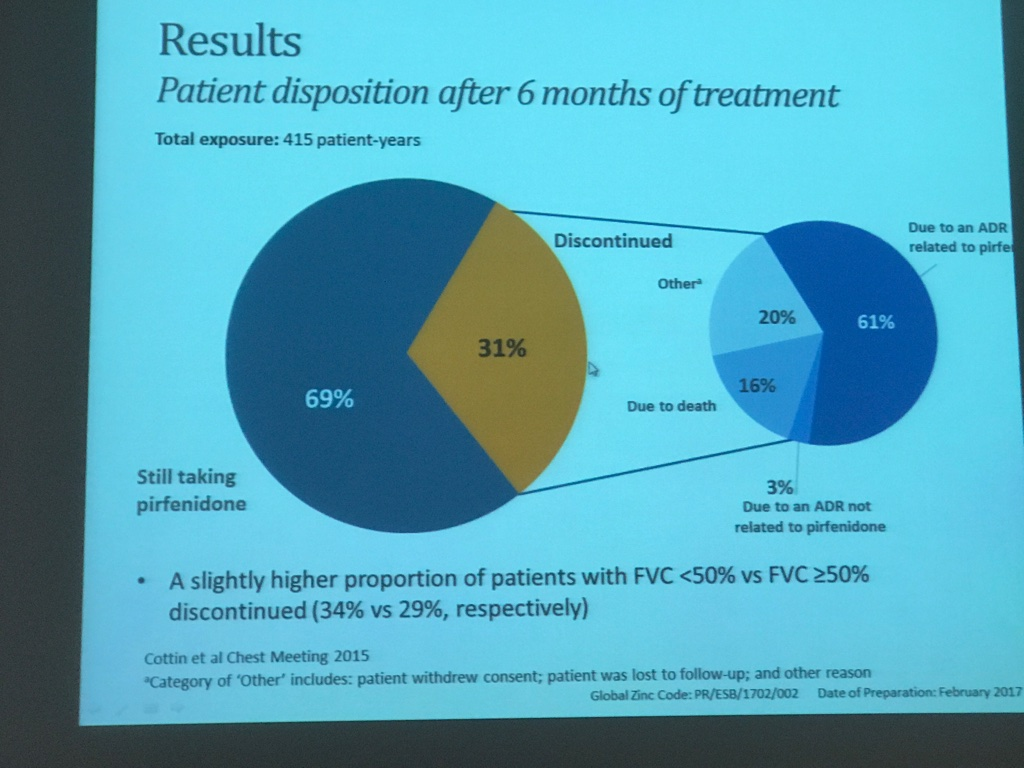 Results
Patient disposition after 6 months of treatment
Total exposure: 415 patient-years
Discontinued
Due to an ADR
related to
Otherᵃ
20%
61%
31%
16%
69%
Due to death
Still taking
pirfenidone
3%
Due to an ADR not
related to pirfenidone
• A slightly higher proportion of patients with FVC <50% vs FVC ≥50%
discontinued (34% vs 29%, respectively)
Cottin et al Chest Meeting 2015
ᵃCategory of 'Other' includes: patient withdrew consent; patient was lost to follow-up; and other reason
Global Zinc Code: PR/ESB/1702/002 Date of Preparation: February 2017